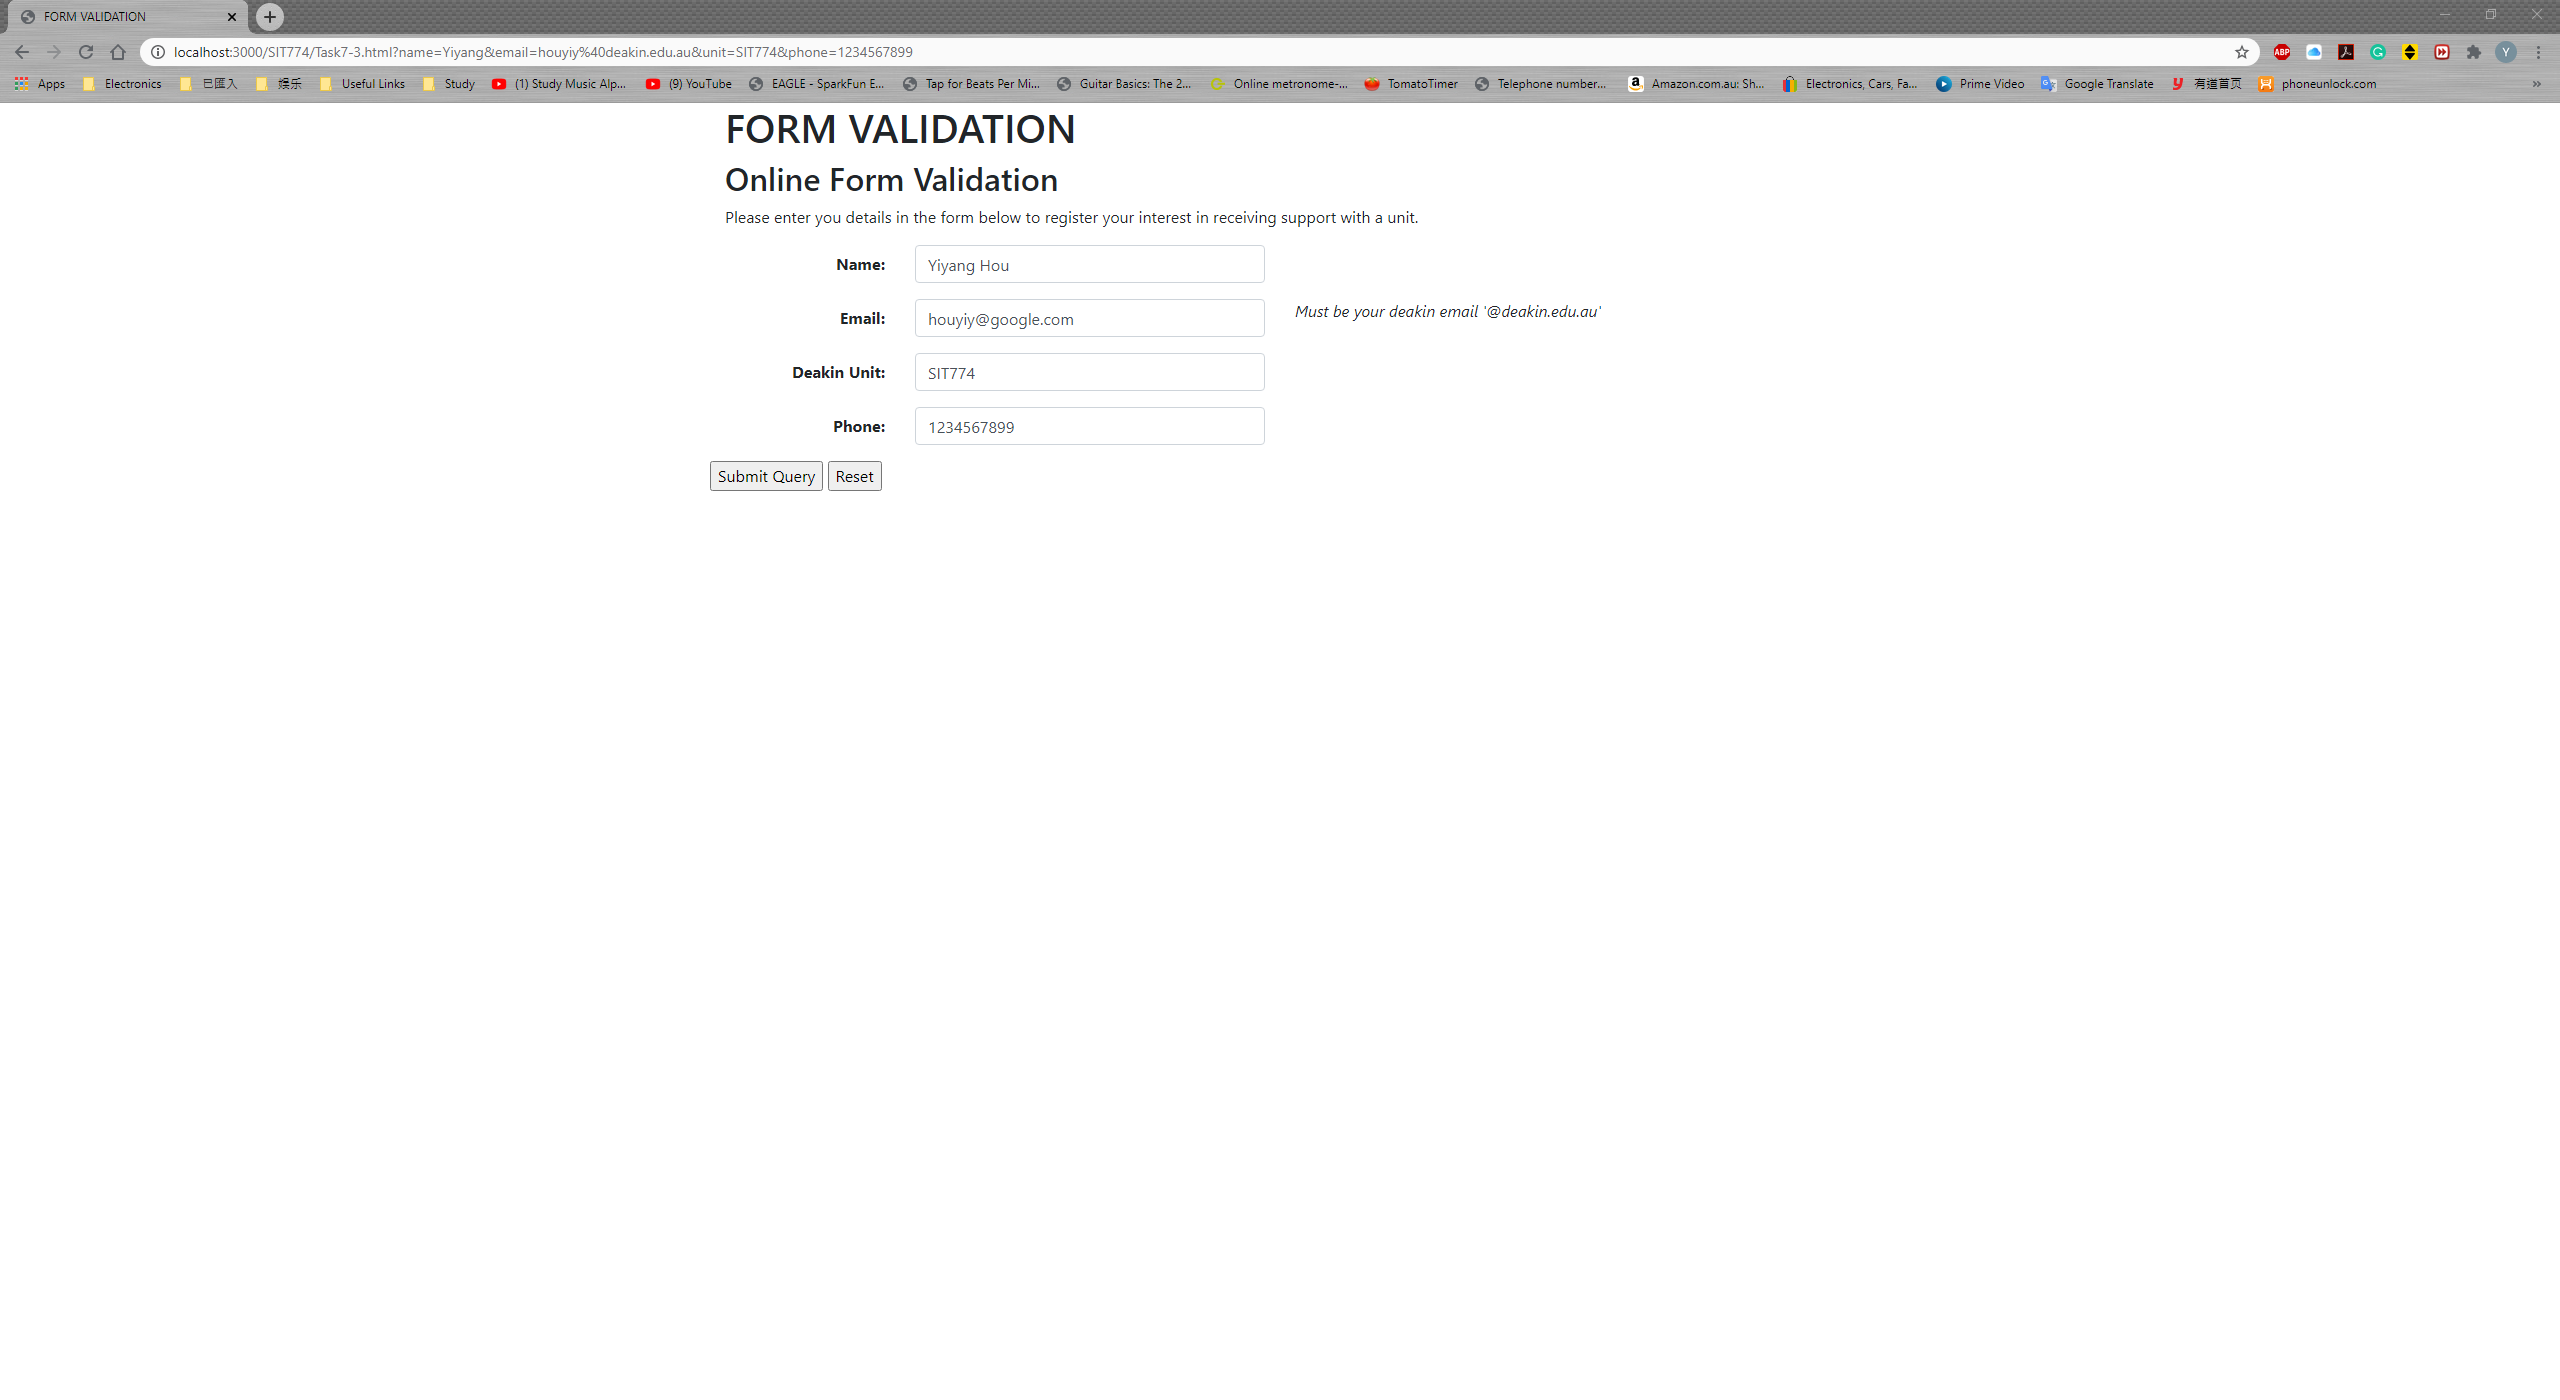 FORM VALIDATION
localhost:3000/SIT774/Task7-3.html?name=Yiyang&email=houyiy%40deakin.edu.au&unit=SIT774&phone=1234567899
ABP
Y
Apps Electronics 已匯入 娱乐 Useful Links Study (1) Study Music Alp... (9) YouTube EAGLE - SparkFun E... Tap for Beats Per Mi... Guitar Basics: The 2... Online metronome-... TomatoTimer Telephone number... Amazon.com.au: Sh... Electronics, Cars, Fa... Prime Video Google Translate 有道首页 phoneunlock.com »
FORM VALIDATION
Online Form Validation
Please enter you details in the form below to register your interest in receiving support with a unit.
Name: Yiyang Hou
Email: houyiy@google.com Must be your deakin email '@deakin.edu.au'
Deakin Unit: SIT774
Phone: 1234567899
Submit Query Reset